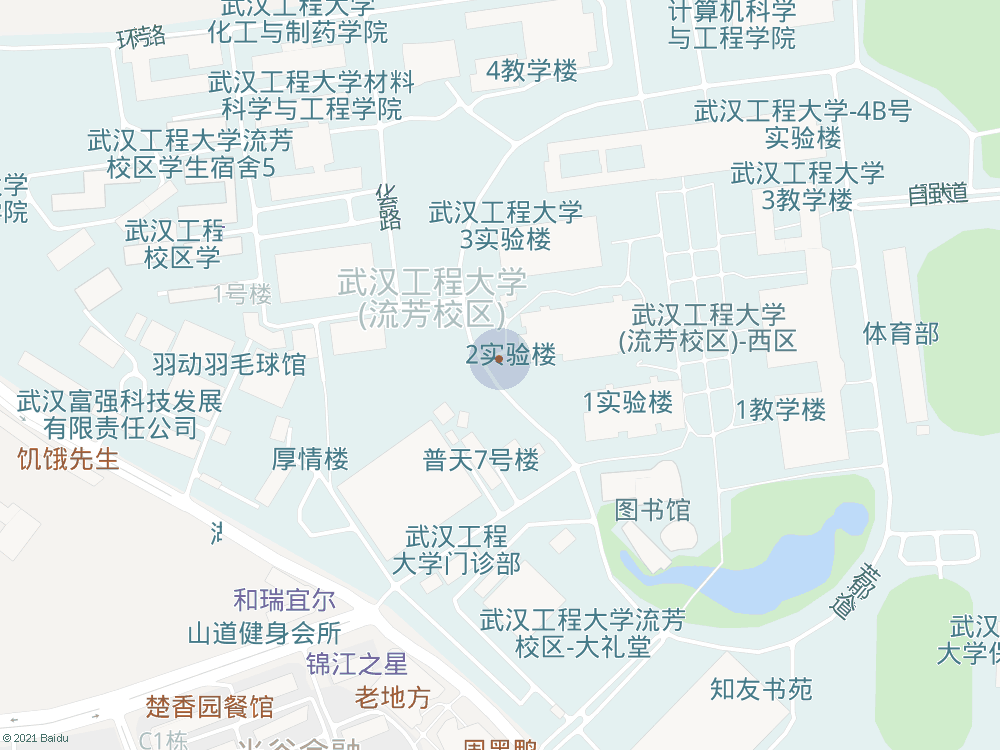 武汉工程大学
化工与制药学院
环芳路
计算机科学
与工程学院
4教学楼
武汉工程大学材料
科学与工程学院
武汉工程大学-4B号
实验楼
武汉工程大学流芳
校区学生宿舍5
武汉工程大学
3教学楼
自强大道
华谷路
武汉工程大学
3实验楼
武汉工程
校区学
武汉工程大学
(流芳校区)
1号楼
武汉工程大学
(流芳校区)-西区
体育部
2实验楼
羽动羽毛球馆
武汉富强科技发展
有限责任公司
1实验楼
1教学楼
饥饿先生
厚情楼
普天7号楼
图书馆
武汉工程
大学门诊部
和瑞宜尔
山道健身会所
武汉工程大学流芳
校区-大礼堂
武汉
锦江之星
老地方
知友书苑
楚香园餐馆
C1栋
© 2021 Baidu